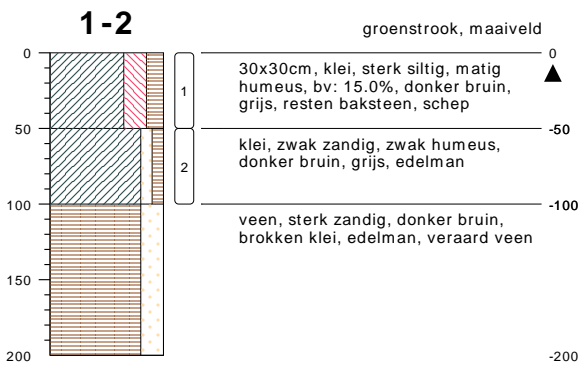 1-2
groenstrook, maaiveld
0
0
30x30cm, klei, sterk siltig, matig
humeus, bv: 15.0%, donker bruin,
grijs, resten baksteen, schep
1
50
-50
klei, zwak zandig, zwak humeus,
donker bruin, grijs, edelman
2
100
-100
veen, sterk zandig, donker bruin,
brokken klei, edelman, veraard veen
150
200
-200